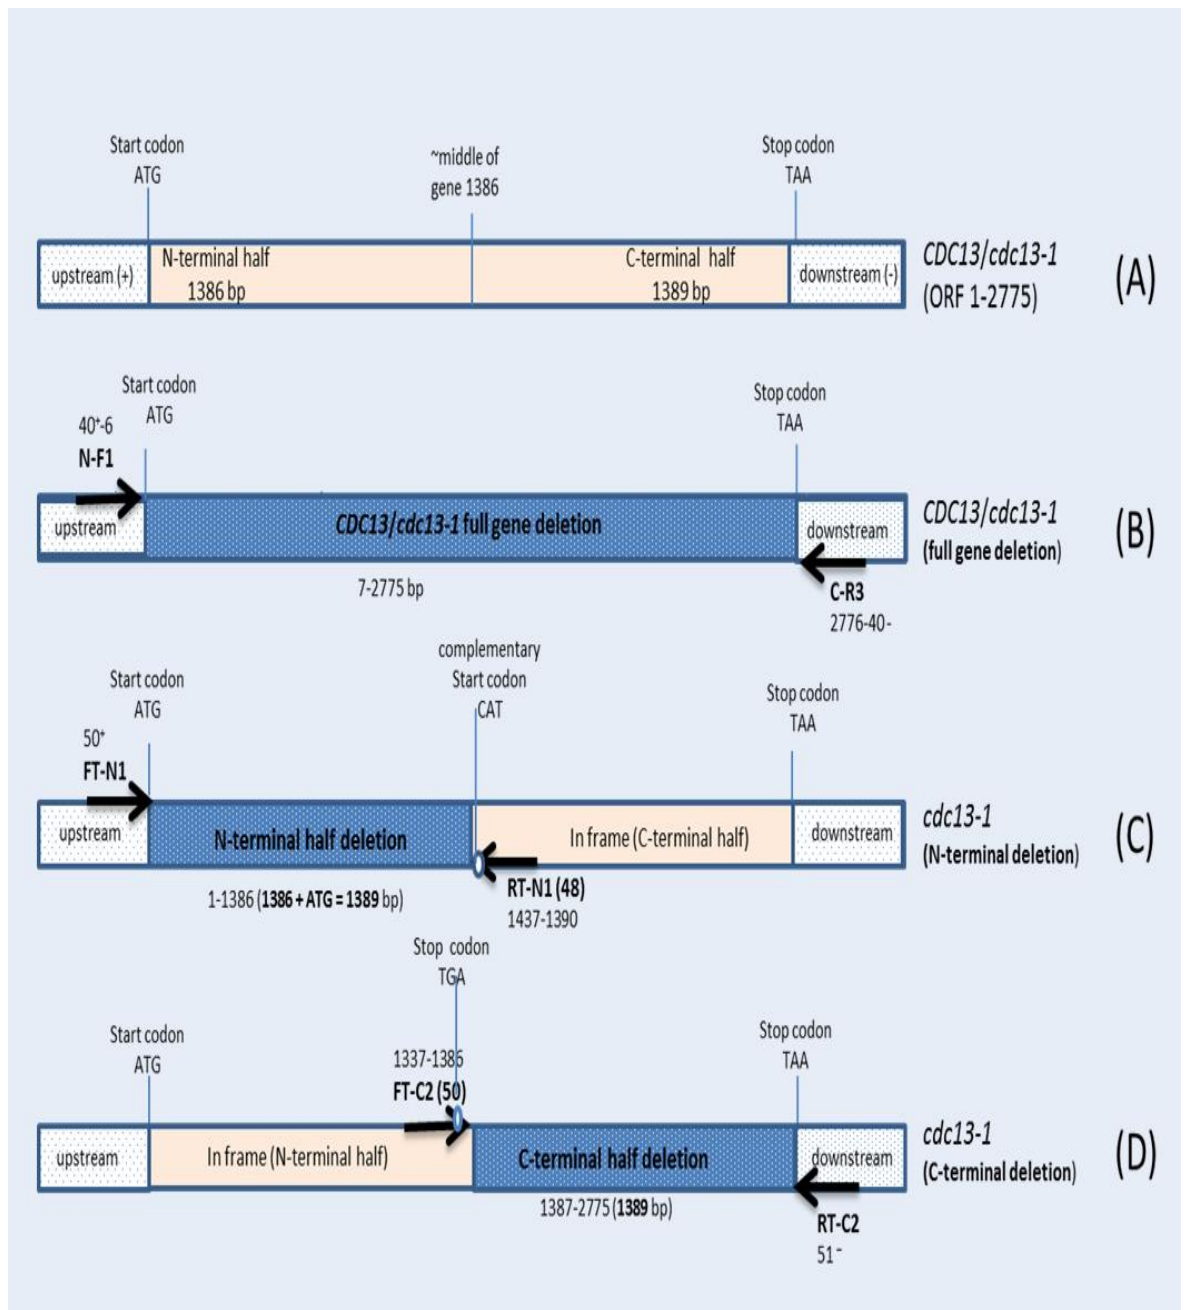 Start codon
ATG
~middle of
gene 1386
Stop codon
TAA
upstream (+)
N-terminal half
1386 bp
C-terminal half
1389 bp
downstream (-)
CDC13/cdc13-1
(ORF 1-2775)
(A)
Start codon
ATG
40⁺-6
N-F1
Stop codon
TAA
upstream
CDC13/cdc13-1 full gene deletion
downstream
CDC13/cdc13-1
(full gene deletion)
(B)
7-2775 bp
C-R3
2776-40-
Start codon
ATG
complementary
Start codon
CAT
Stop codon
TAA
50⁺
FT-N1
upstream
N-terminal half deletion
In frame (C-terminal half)
downstream
cdc13-1
(N-terminal deletion)
(C)
1-1386 (1386 + ATG = 1389 bp)
RT-N1 (48)
1437-1390
Stop codon
TGA
Start codon
ATG
1337-1386
FT-C2 (50)
Stop codon
TAA
upstream
In frame (N-terminal half)
C-terminal half deletion
downstream
cdc13-1
(C-terminal deletion)
(D)
1387-2775 (1389 bp)
RT-C2
51⁻